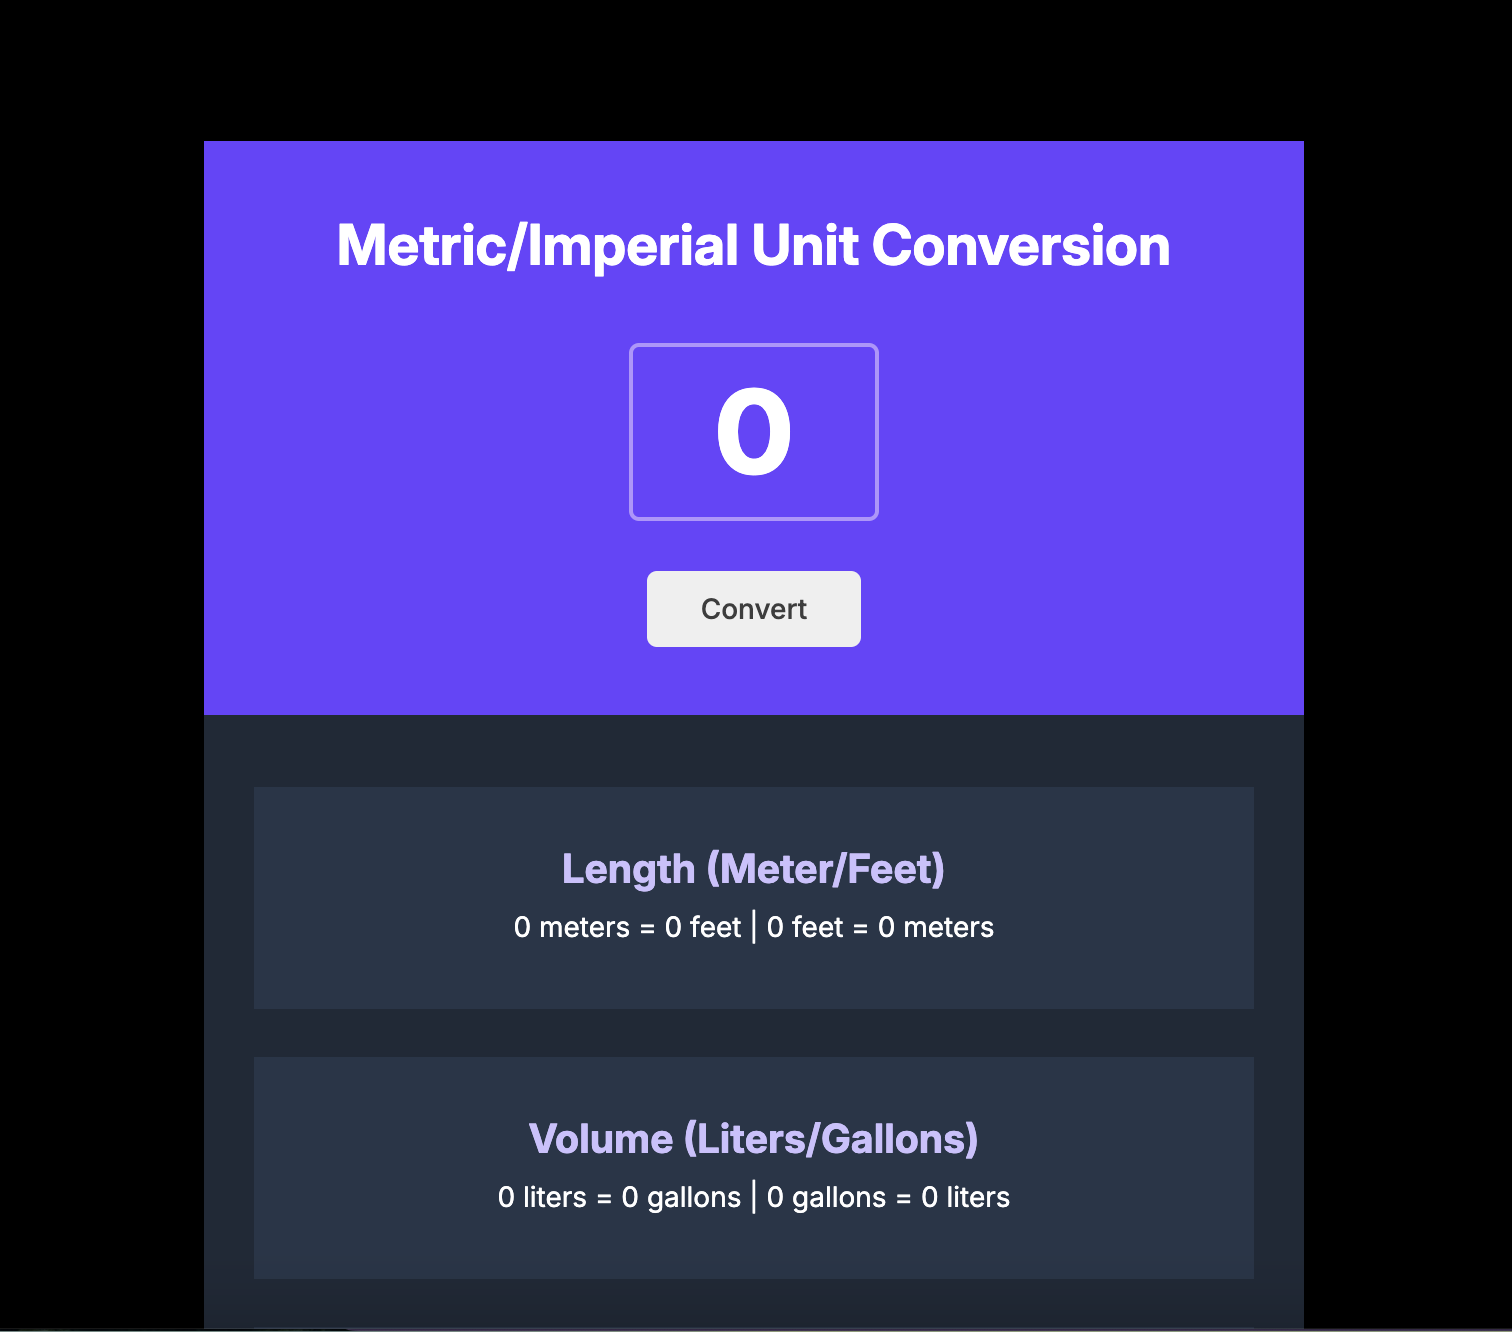 Metric/Imperial Unit Conversion
0
Convert
Length (Meter/Feet)
0 meters = 0 feet | 0 feet = 0 meters
Volume (Liters/Gallons)
0 liters = 0 gallons | 0 gallons = 0 liters